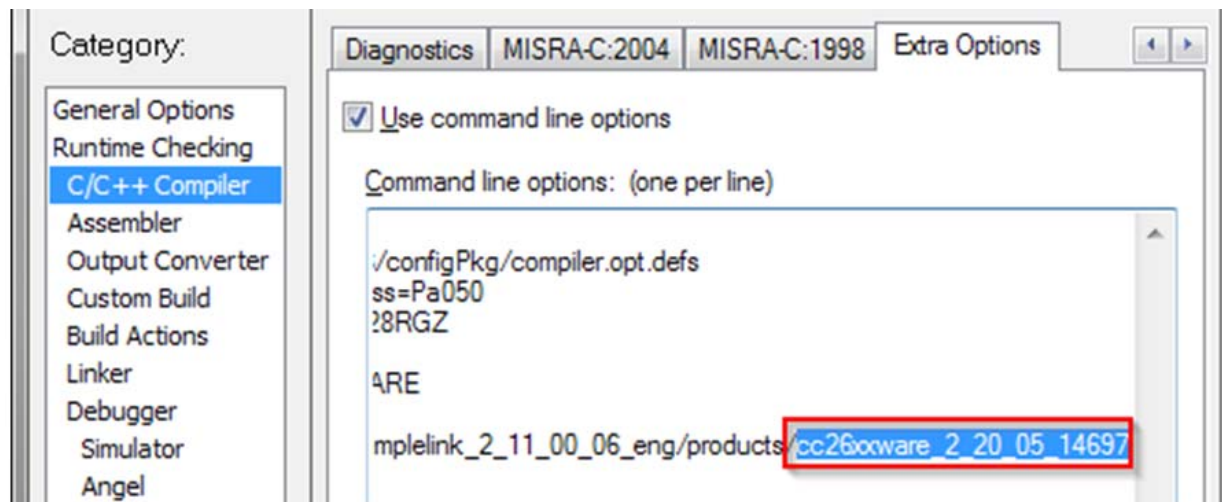 Category:
General Options
Runtime Checking
C/C++ Compiler
Assembler
Output Converter
Custom Build
Build Actions
Linker
Debugger
Simulator
Angel
Diagnostics MISRA-C:2004 MISRA-C:1998 Extra Options
Use command line options
Command line options: (one per line)
/configPkg/compiler.opt.defs
ss=Pa050
28RGZ
ARE
mplelink_2_11_00_06_eng/products/cc26xxware_2_20_05_14697